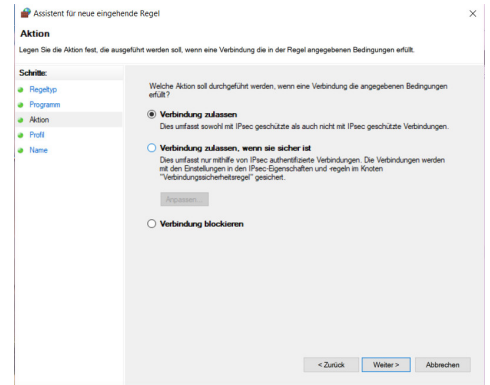 Assistent für neue eingehende Regel
Aktion
Legen Sie die Aktion fest, die ausgeführt werden soll, wenn eine Verbindung die in der Regel angegebenen Bedingungen erfüllt.
Schritte:
Regeltyp
Programm
Aktion
Profil
Name
Welche Aktion soll durchgeführt werden, wenn eine Verbindung die angegebenen Bedingungen
erfüllt?
Verbindung zulassen
Dies umfasst sowohl mit IPsec geschützte als auch nicht mit IPsec geschützte Verbindungen.
Verbindung zulassen, wenn sie sicher ist
Dies umfasst nur mithilfe von IPsec authentifizierte Verbindungen. Die Verbindungen werden
mit den Einstellungen in den IPsec-Eigenschaften und -regeln im Knoten
"Verbindungssicherheitsregel" gesichert.
Anpassen...
Verbindung blockieren
< Zurück Weiter > Abbrechen